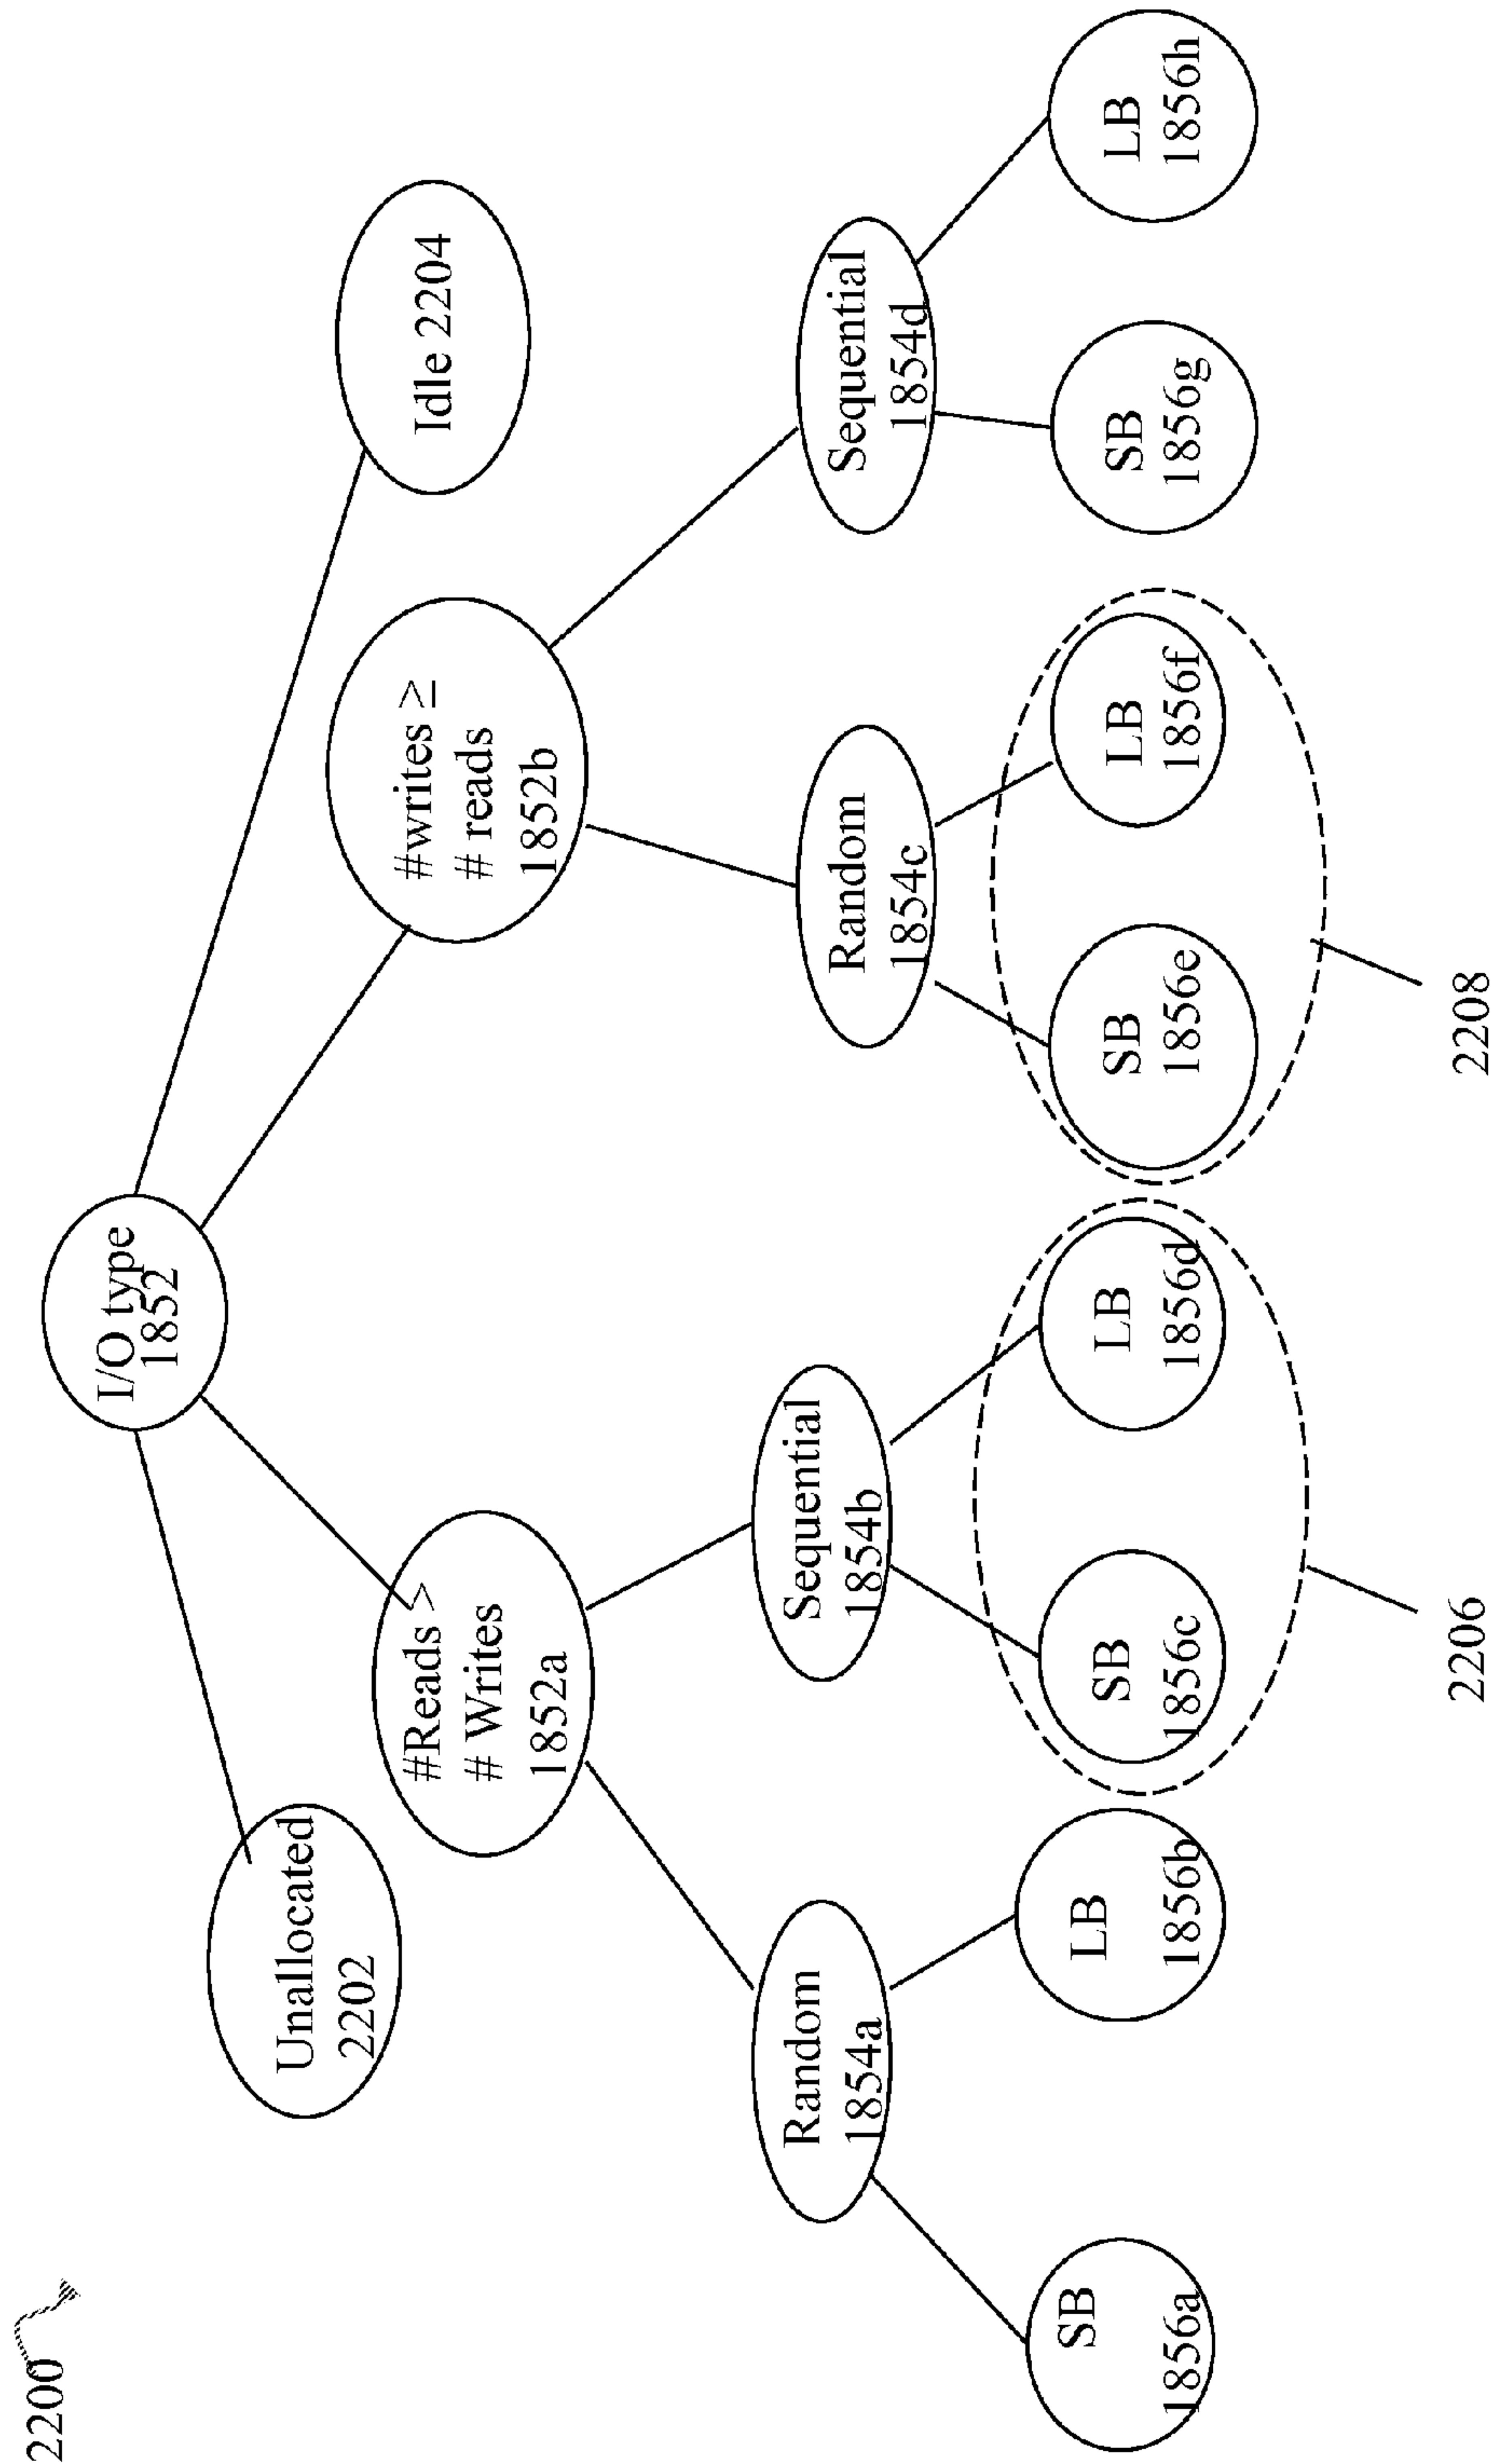 2200
I/O type
1852
Unallocated
2202
#Reads >
# Writes
1852a
#writes ≥
# reads
1852b
Idle 2204
Random
1854a
Sequential
1854b
Random
1854c
Sequential
1854d
SB
1856a
LB
1856b
SB
1856c
LB
1856d
SB
1856e
LB
1856f
SB
1856g
LB
1856h
2206
2208